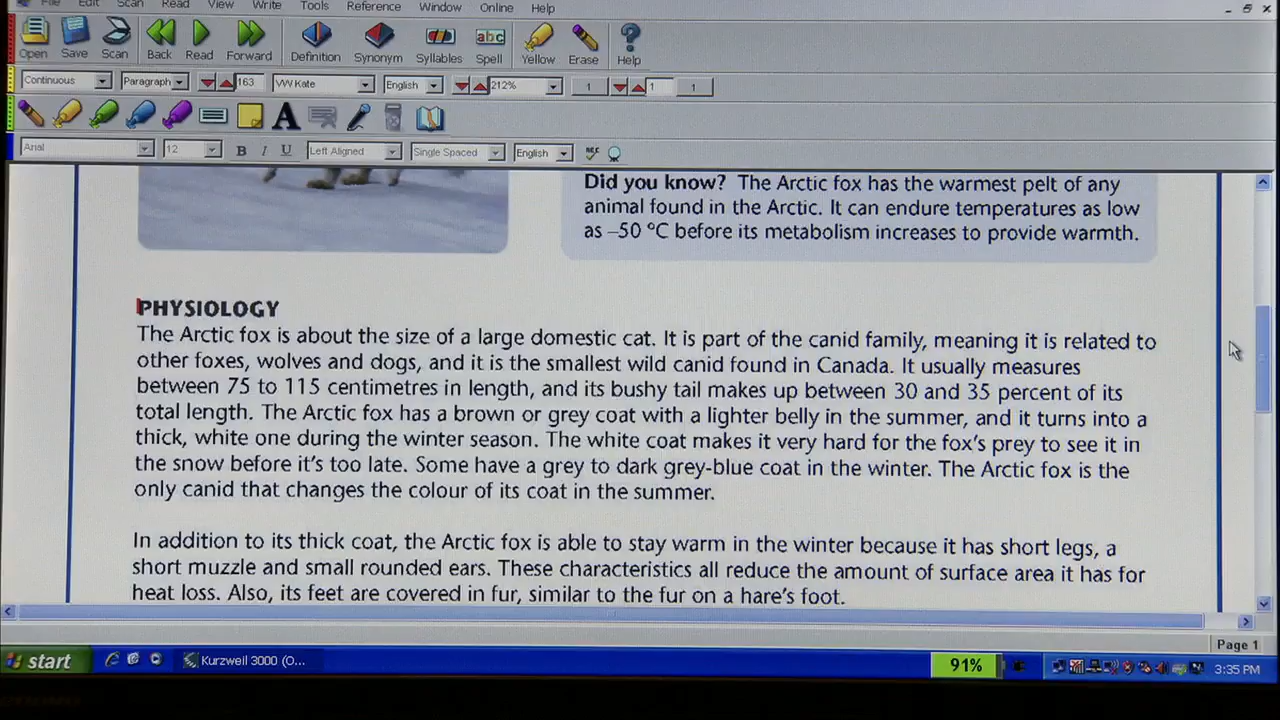 File Edit Scan Read View Write Tools Reference Window Online Help
Open Save Scan Back Read Forward Definition Synonym Syllables Spell Yellow Erase Help
Continuous Paragraph 163 VW Kate English 212% 1 1 1
Arial 12 B I U Left Aligned Single Spaced English
Did you know? The Arctic fox has the warmest pelt of any
animal found in the Arctic. It can endure temperatures as low
as –50 °C before its metabolism increases to provide warmth.
PHYSIOLOGY
The Arctic fox is about the size of a large domestic cat. It is part of the canid family, meaning it is related to
other foxes, wolves and dogs, and it is the smallest wild canid found in Canada. It usually measures
between 75 to 115 centimetres in length, and its bushy tail makes up between 30 and 35 percent of its
total length. The Arctic fox has a brown or grey coat with a lighter belly in the summer, and it turns into a
thick, white one during the winter season. The white coat makes it very hard for the fox's prey to see it in
the snow before it's too late. Some have a grey to dark grey-blue coat in the winter. The Arctic fox is the
only canid that changes the colour of its coat in the summer.
In addition to its thick coat, the Arctic fox is able to stay warm in the winter because it has short legs, a
short muzzle and small rounded ears. These characteristics all reduce the amount of surface area it has for
heat loss. Also, its feet are covered in fur, similar to the fur on a hare's foot.
Page 1
start Kurzweil 3000 (O... 91% 3:35 PM